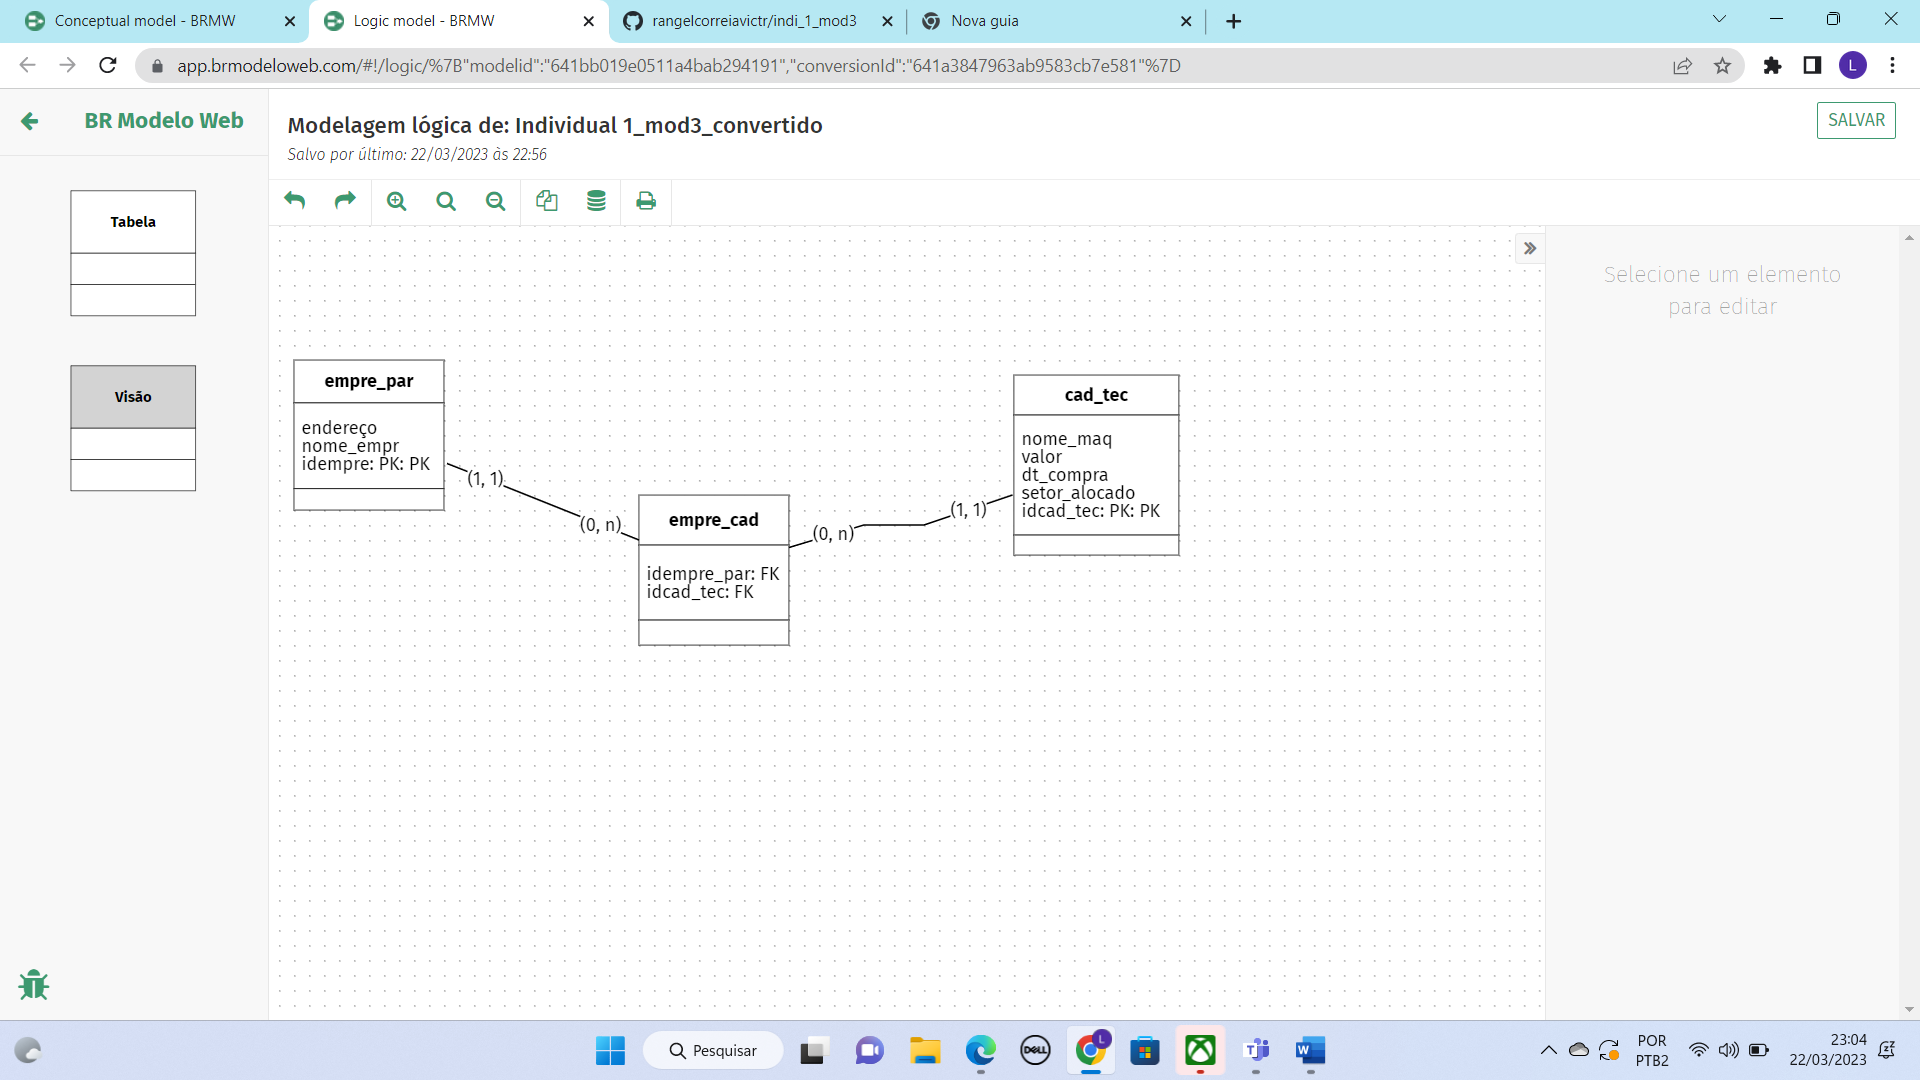 Conceptual model - BRMW
Logic model - BRMW
rangelcorreiavictr/indi_1_mod3
Nova guia
app.brmodeloweb.com/#!/logic/%7B"modelid":"641bb019e0511a4bab294191","conversionId":"641a3847963ab9583cb7e581"%7D
L
BR Modelo Web
Modelagem lógica de: Individual 1_mod3_convertido
Salvo por último: 22/03/2023 às 22:56
SALVAR
Tabela
Visão
Selecione um elemento
para editar
empre_par
endereço
nome_empr
idempre: PK: PK
(1, 1)
(0, n)
empre_cad
idempre_par: FK
idcad_tec: FK
(0, n)
(1, 1)
cad_tec
nome_maq
valor
dt_compra
setor_alocado
idcad_tec: PK: PK
Pesquisar
DELL
L
T
W
POR
PTB2
23:04
22/03/2023